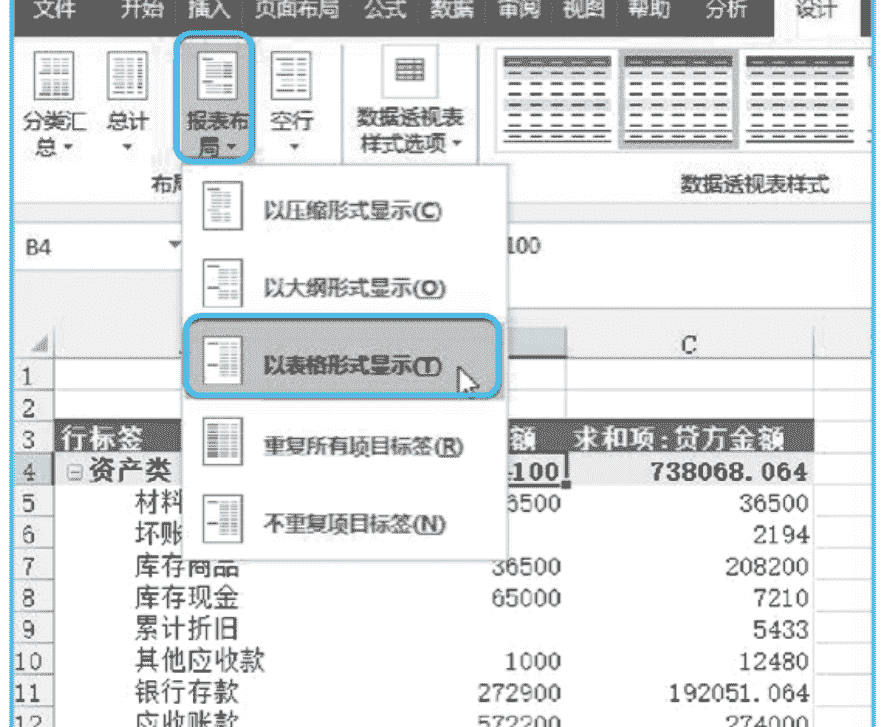 文件 开始 插入 页面布局 公式 数据 审阅 视图 帮助 分析 设计
分类汇总 总计 报表布局 空行 数据透视表样式选项
布局 数据透视表样式
以压缩形式显示(C)
B4 100
以大纲形式显示(O)
以表格形式显示(T)
C
1
2
重复所有项目标签(R)
3 行标签 额 求和项:贷方金额
4 资产类 100 738068.064
不重复项目标签(N)
5 材料 6500 36500
6 坏账 2194
7 库存商品 36500 208200
8 库存现金 65000 7210
9 累计折旧 5433
10 其他应收款 1000 12480
11 银行存款 272900 192051.064
12 应收账款 572200 274000